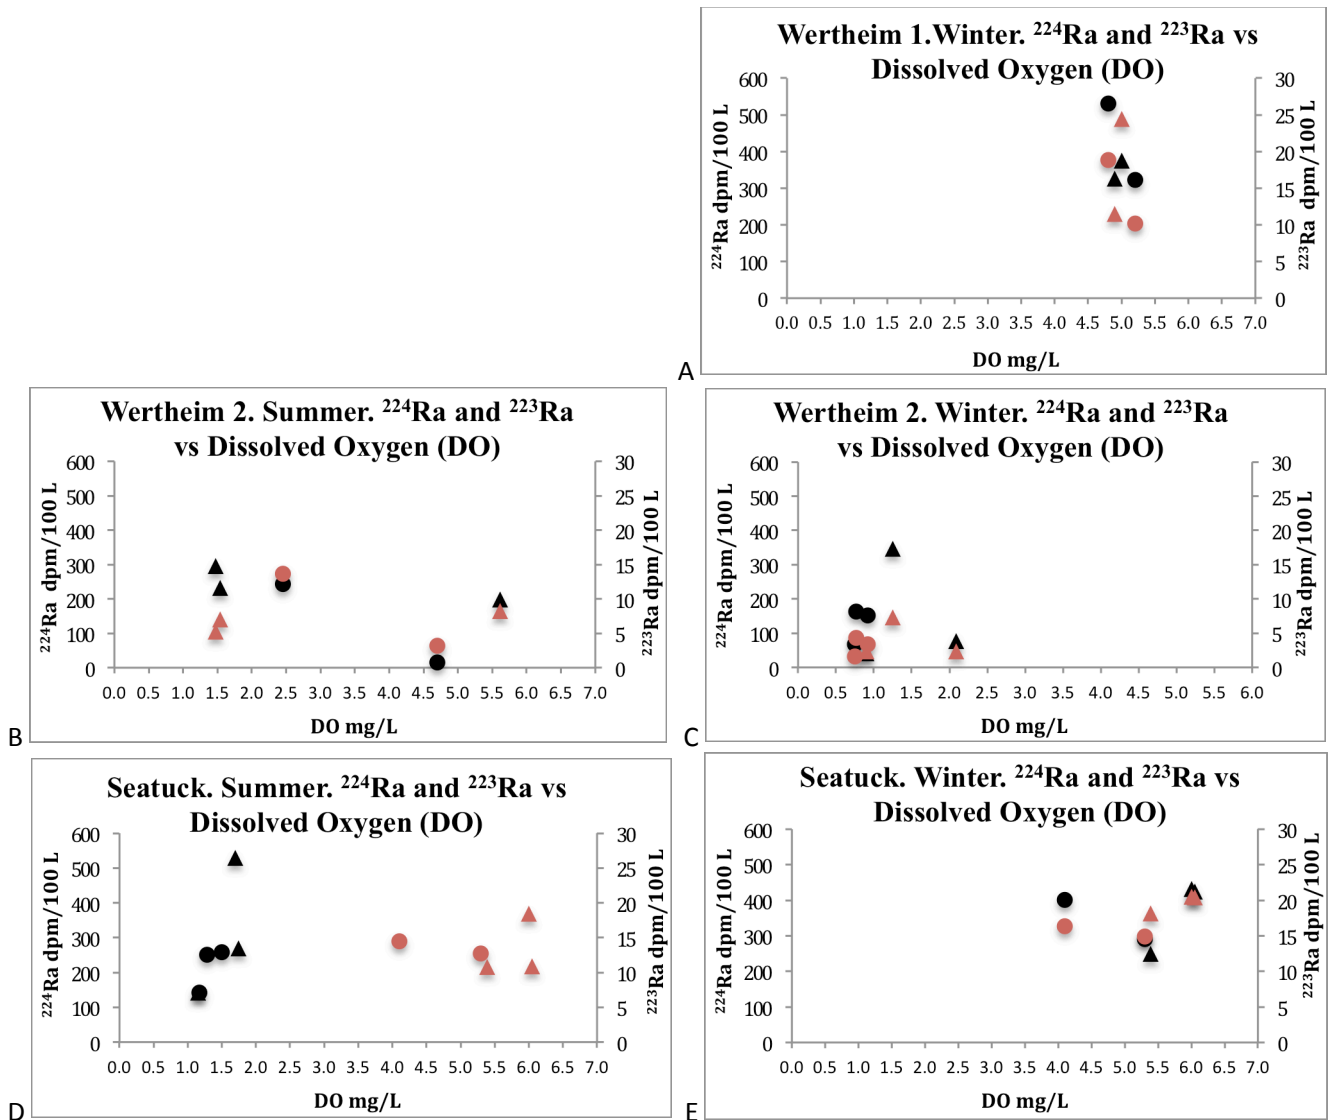 Wertheim 1.Winter. ²²⁴Ra and ²²³Ra vs
Dissolved Oxygen (DO)
²²⁴Ra dpm/100 L
600
500
400
300
200
100
0
30
25
20
15
10
5
0
²²³Ra dpm/100 L
0.0 0.5 1.0 1.5 2.0 2.5 3.0 3.5 4.0 4.5 5.0 5.5 6.0 6.5 7.0
DO mg/L
A
Wertheim 2. Summer. ²²⁴Ra and ²²³Ra
vs Dissolved Oxygen (DO)
²²⁴Ra dpm/100 L
600
500
400
300
200
100
0
30
25
20
15
10
5
0
²²³Ra dpm/100 L
0.0 0.5 1.0 1.5 2.0 2.5 3.0 3.5 4.0 4.5 5.0 5.5 6.0 6.5 7.0
DO mg/L
B
Wertheim 2. Winter. ²²⁴Ra and ²²³Ra
vs Dissolved Oxygen (DO)
²²⁴Ra dpm/100 L
600
500
400
300
200
100
0
30
25
20
15
10
5
0
²²³Ra dpm/100 L
0.0 0.5 1.0 1.5 2.0 2.5 3.0 3.5 4.0 4.5 5.0 5.5 6.0
DO mg/L
C
Seatuck. Summer. ²²⁴Ra and ²²³Ra vs
Dissolved Oxygen (DO)
²²⁴Ra dpm/100 L
600
500
400
300
200
100
0
30
25
20
15
10
5
0
²²³Ra dpm/100 L
0.0 0.5 1.0 1.5 2.0 2.5 3.0 3.5 4.0 4.5 5.0 5.5 6.0 6.5 7.0
DO mg/L
D
Seatuck. Winter. ²²⁴Ra and ²²³Ra vs
Dissolved Oxygen (DO)
²²⁴Ra dpm/100 L
600
500
400
300
200
100
0
30
25
20
15
10
5
0
²²³Ra dpm/100 L
0.0 0.5 1.0 1.5 2.0 2.5 3.0 3.5 4.0 4.5 5.0 5.5 6.0 6.5 7.0
DO mg/L
E